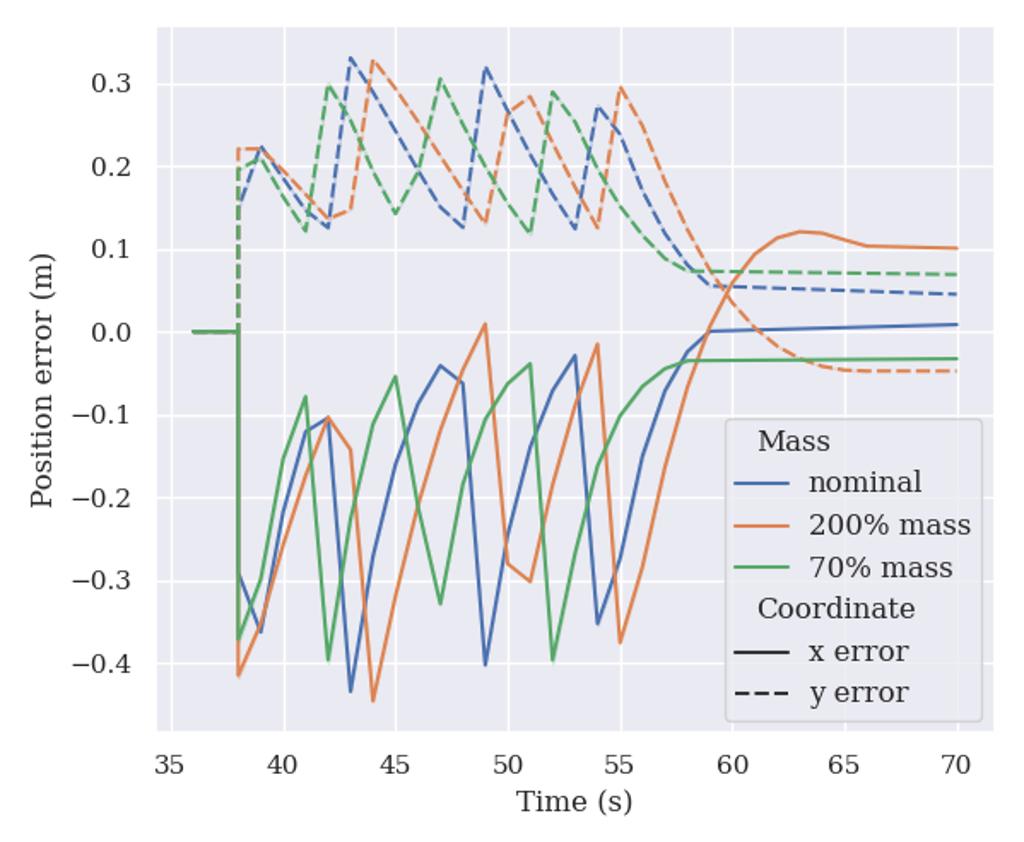 0.3
0.2
0.1
0.0
−0.1
−0.2
−0.3
−0.4
Position error (m)
Mass
nominal
200% mass
70% mass
Coordinate
x error
y error
35 40 45 50 55 60 65 70
Time (s)